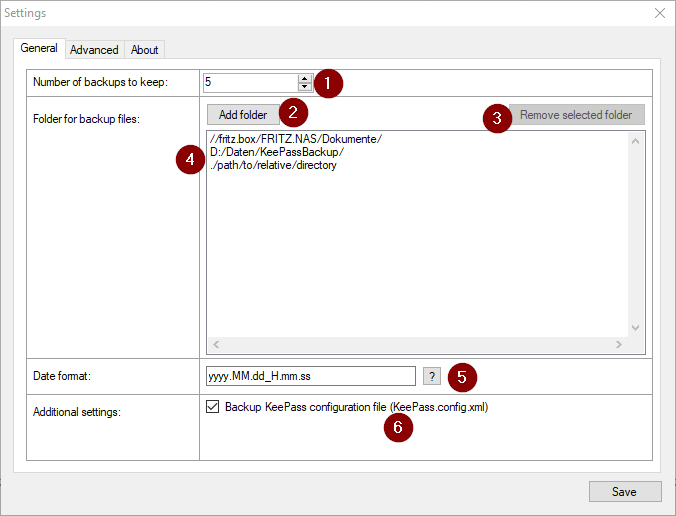 Settings
General Advanced About
Number of backups to keep: 5 1
Folder for backup files: Add folder 2 3 Remove selected folder
4 //fritz.box/FRITZ.NAS/Dokumente/
D:/Daten/KeePassBackup/
./path/to/relative/directory
Date format: yyyy.MM.dd_H.mm.ss ? 5
Additional settings: Backup KeePass configuration file (KeePass.config.xml)
6
Save